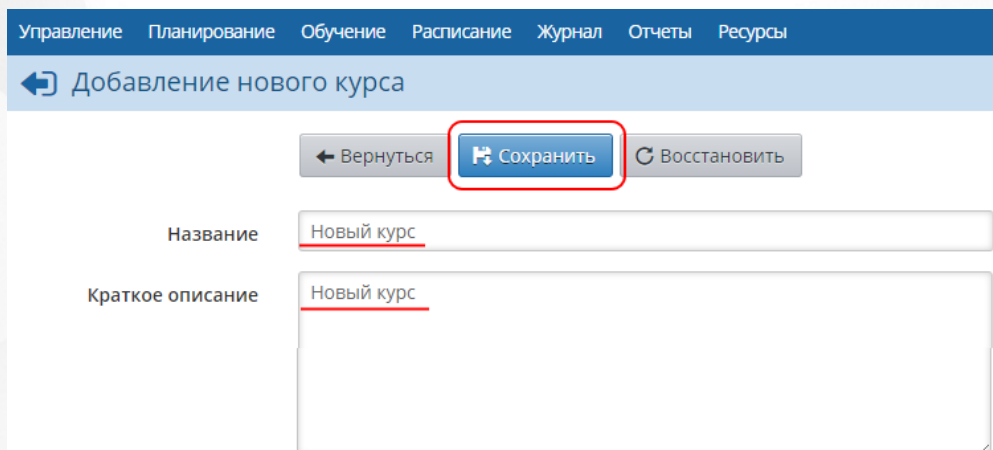 Управление Планирование Обучение Расписание Журнал Отчеты Ресурсы
Добавление нового курса
Вернуться Сохранить Восстановить
Название Новый курс
Краткое описание Новый курс